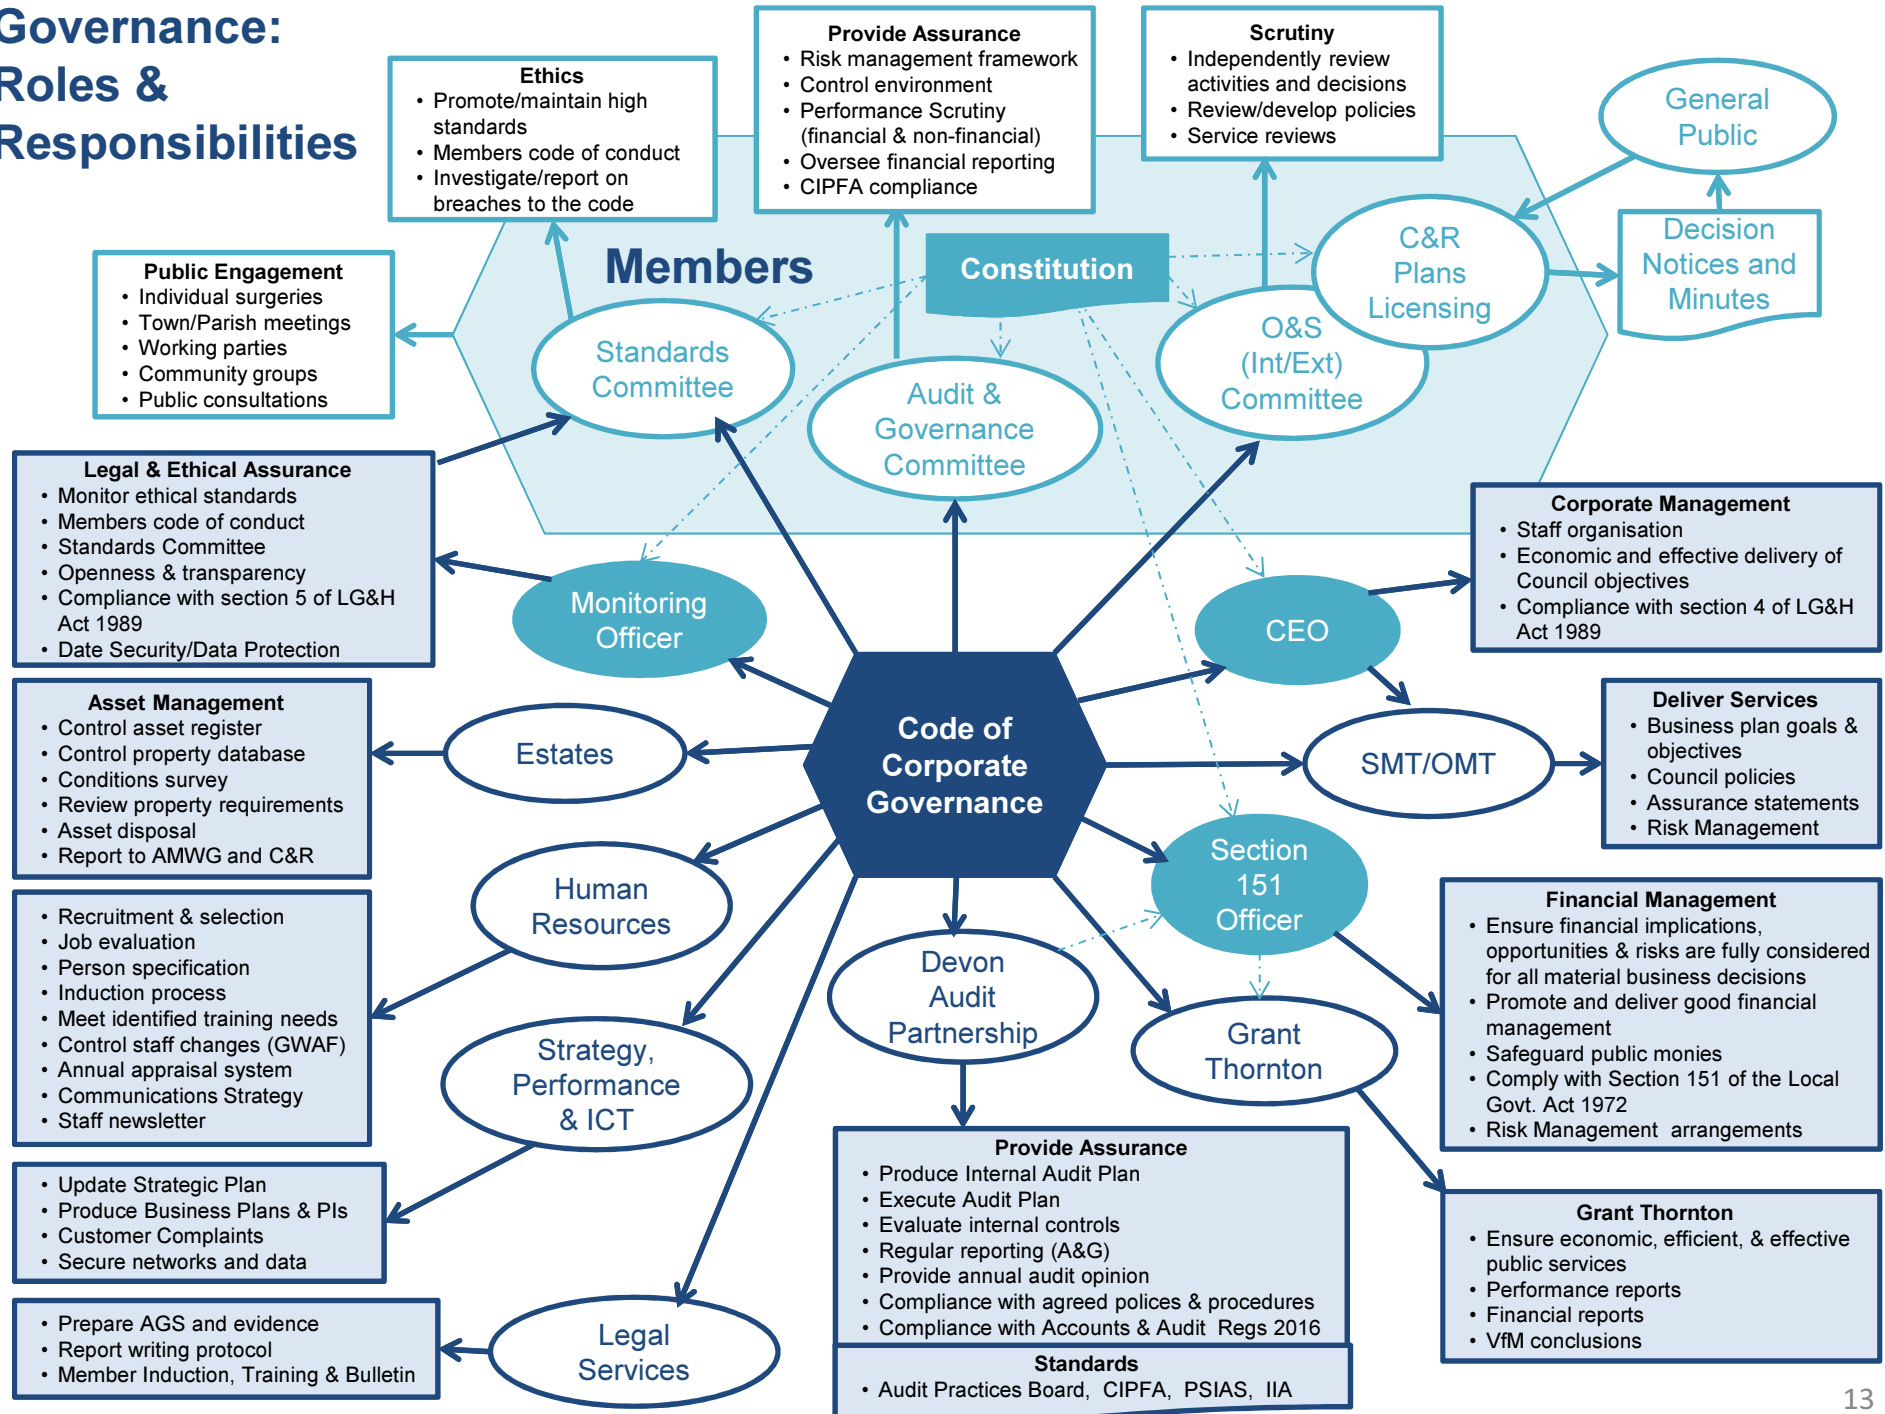 Governance:
Roles &
Responsibilities
Ethics
• Promote/maintain high
standards
• Members code of conduct
• Investigate/report on
breaches to the code
Provide Assurance
• Risk management framework
• Control environment
• Performance Scrutiny
(financial & non-financial)
• Oversee financial reporting
• CIPFA compliance
Scrutiny
• Independently review
activities and decisions
• Review/develop policies
• Service reviews
General
Public
Decision
Notices and
Minutes
Public Engagement
• Individual surgeries
• Town/Parish meetings
• Working parties
• Community groups
• Public consultations
Members
Constitution
C&R
Plans
Licensing
Standards
Committee
Audit &
Governance
Committee
O&S
(Int/Ext)
Committee
Legal & Ethical Assurance
• Monitor ethical standards
• Members code of conduct
• Standards Committee
• Openness & transparency
• Compliance with section 5 of LG&H
Act 1989
• Date Security/Data Protection
Monitoring
Officer
CEO
Corporate Management
• Staff organisation
• Economic and effective delivery of
Council objectives
• Compliance with section 4 of LG&H
Act 1989
Asset Management
• Control asset register
• Control property database
• Conditions survey
• Review property requirements
• Asset disposal
• Report to AMWG and C&R
Estates
Code of
Corporate
Governance
SMT/OMT
Deliver Services
• Business plan goals &
objectives
• Council policies
• Assurance statements
• Risk Management
• Recruitment & selection
• Job evaluation
• Person specification
• Induction process
• Meet identified training needs
• Control staff changes (GWAF)
• Annual appraisal system
• Communications Strategy
• Staff newsletter
Human
Resources
Section
151
Officer
Financial Management
• Ensure financial implications,
opportunities & risks are fully considered
for all material business decisions
• Promote and deliver good financial
management
• Safeguard public monies
• Comply with Section 151 of the Local
Govt. Act 1972
• Risk Management arrangements
Strategy,
Performance
& ICT
Devon
Audit
Partnership
Grant
Thornton
• Update Strategic Plan
• Produce Business Plans & PIs
• Customer Complaints
• Secure networks and data
Provide Assurance
• Produce Internal Audit Plan
• Execute Audit Plan
• Evaluate internal controls
• Regular reporting (A&G)
• Provide annual audit opinion
• Compliance with agreed polices & procedures
• Compliance with Accounts & Audit Regs 2016
Standards
• Audit Practices Board, CIPFA, PSIAS, IIA
Grant Thornton
• Ensure economic, efficient, & effective
public services
• Performance reports
• Financial reports
• VfM conclusions
• Prepare AGS and evidence
• Report writing protocol
• Member Induction, Training & Bulletin
Legal
Services
13